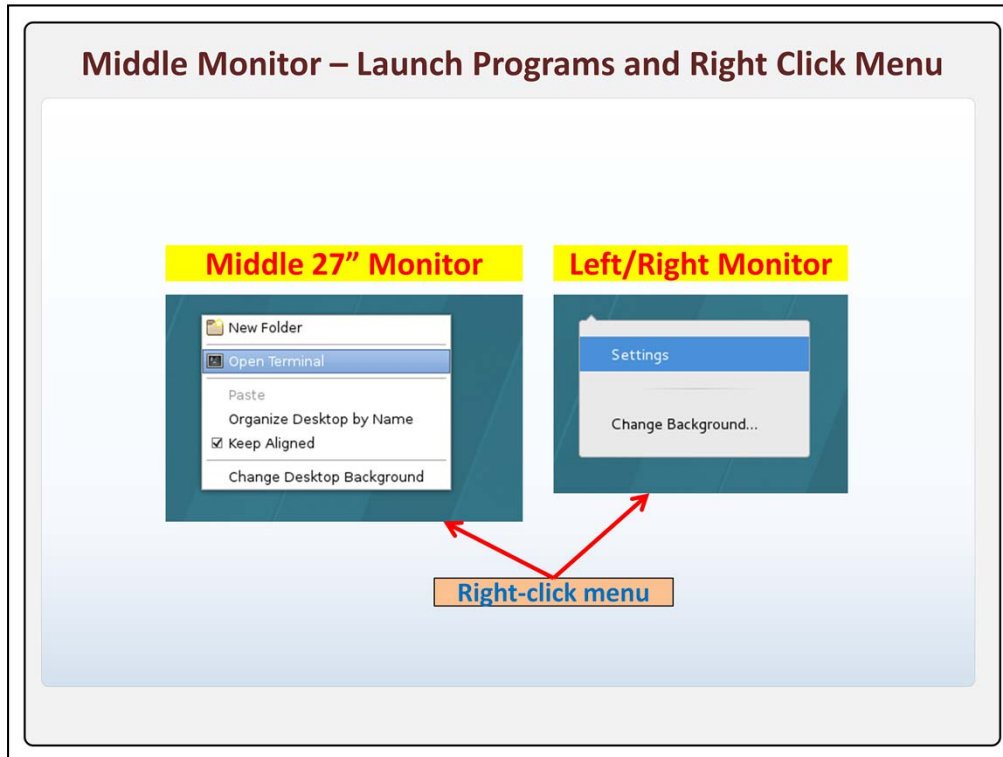 Middle Monitor – Launch Programs and Right Click Menu
Middle 27” Monitor
New Folder
Open Terminal
Paste
Organize Desktop by Name
Keep Aligned
Change Desktop Background
Left/Right Monitor
Settings
Change Background...
Right-click menu